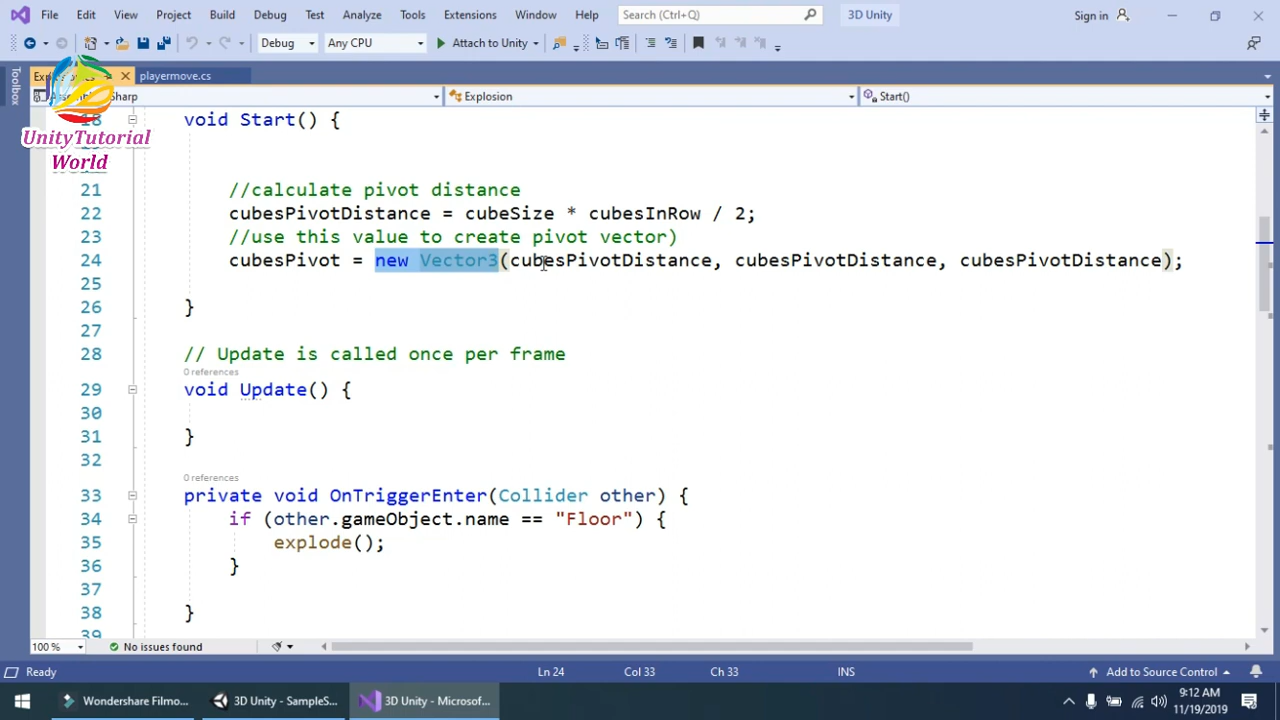 File Edit View Project Build Debug Test Analyze Tools Extensions Window Help Search (Ctrl+Q) 3D Unity Sign in
Debug Any CPU Attach to Unity
Toolbox
playermove.cs
Sharp Explosion Start()
UnityTutorial
World
18 void Start() {
21 //calculate pivot distance
22 cubesPivotDistance = cubeSize * cubesInRow / 2;
23 //use this value to create pivot vector)
24 cubesPivot = new Vector3(cubesPivotDistance, cubesPivotDistance, cubesPivotDistance);
25
26 }
27
28 // Update is called once per frame
0 references
29 void Update() {
30
31 }
32
0 references
33 private void OnTriggerEnter(Collider other) {
34 if (other.gameObject.name == "Floor") {
35 explode();
36 }
37
38 }
39
100 % No issues found
Ready Ln 24 Col 33 Ch 33 INS Add to Source Control
Wondershare Filmo... 3D Unity - SampleS... 3D Unity - Microsof... 9:12 AM
11/19/2019